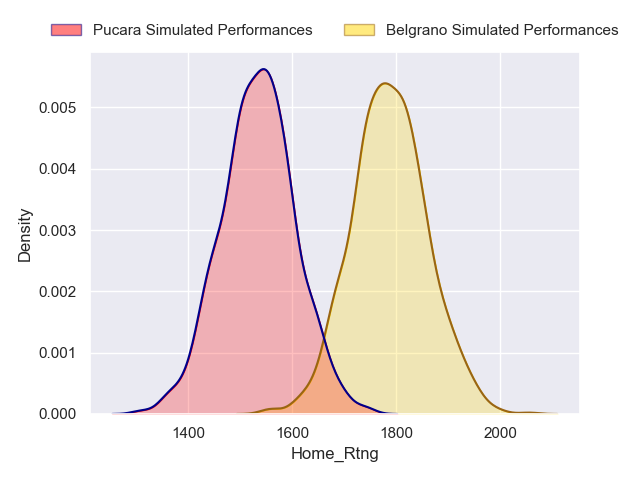 Pucara Simulated Performances
Belgrano Simulated Performances
0.005
0.004
0.003
0.002
0.001
0.000
Density
1400
1600
1800
2000
Home_Rtng